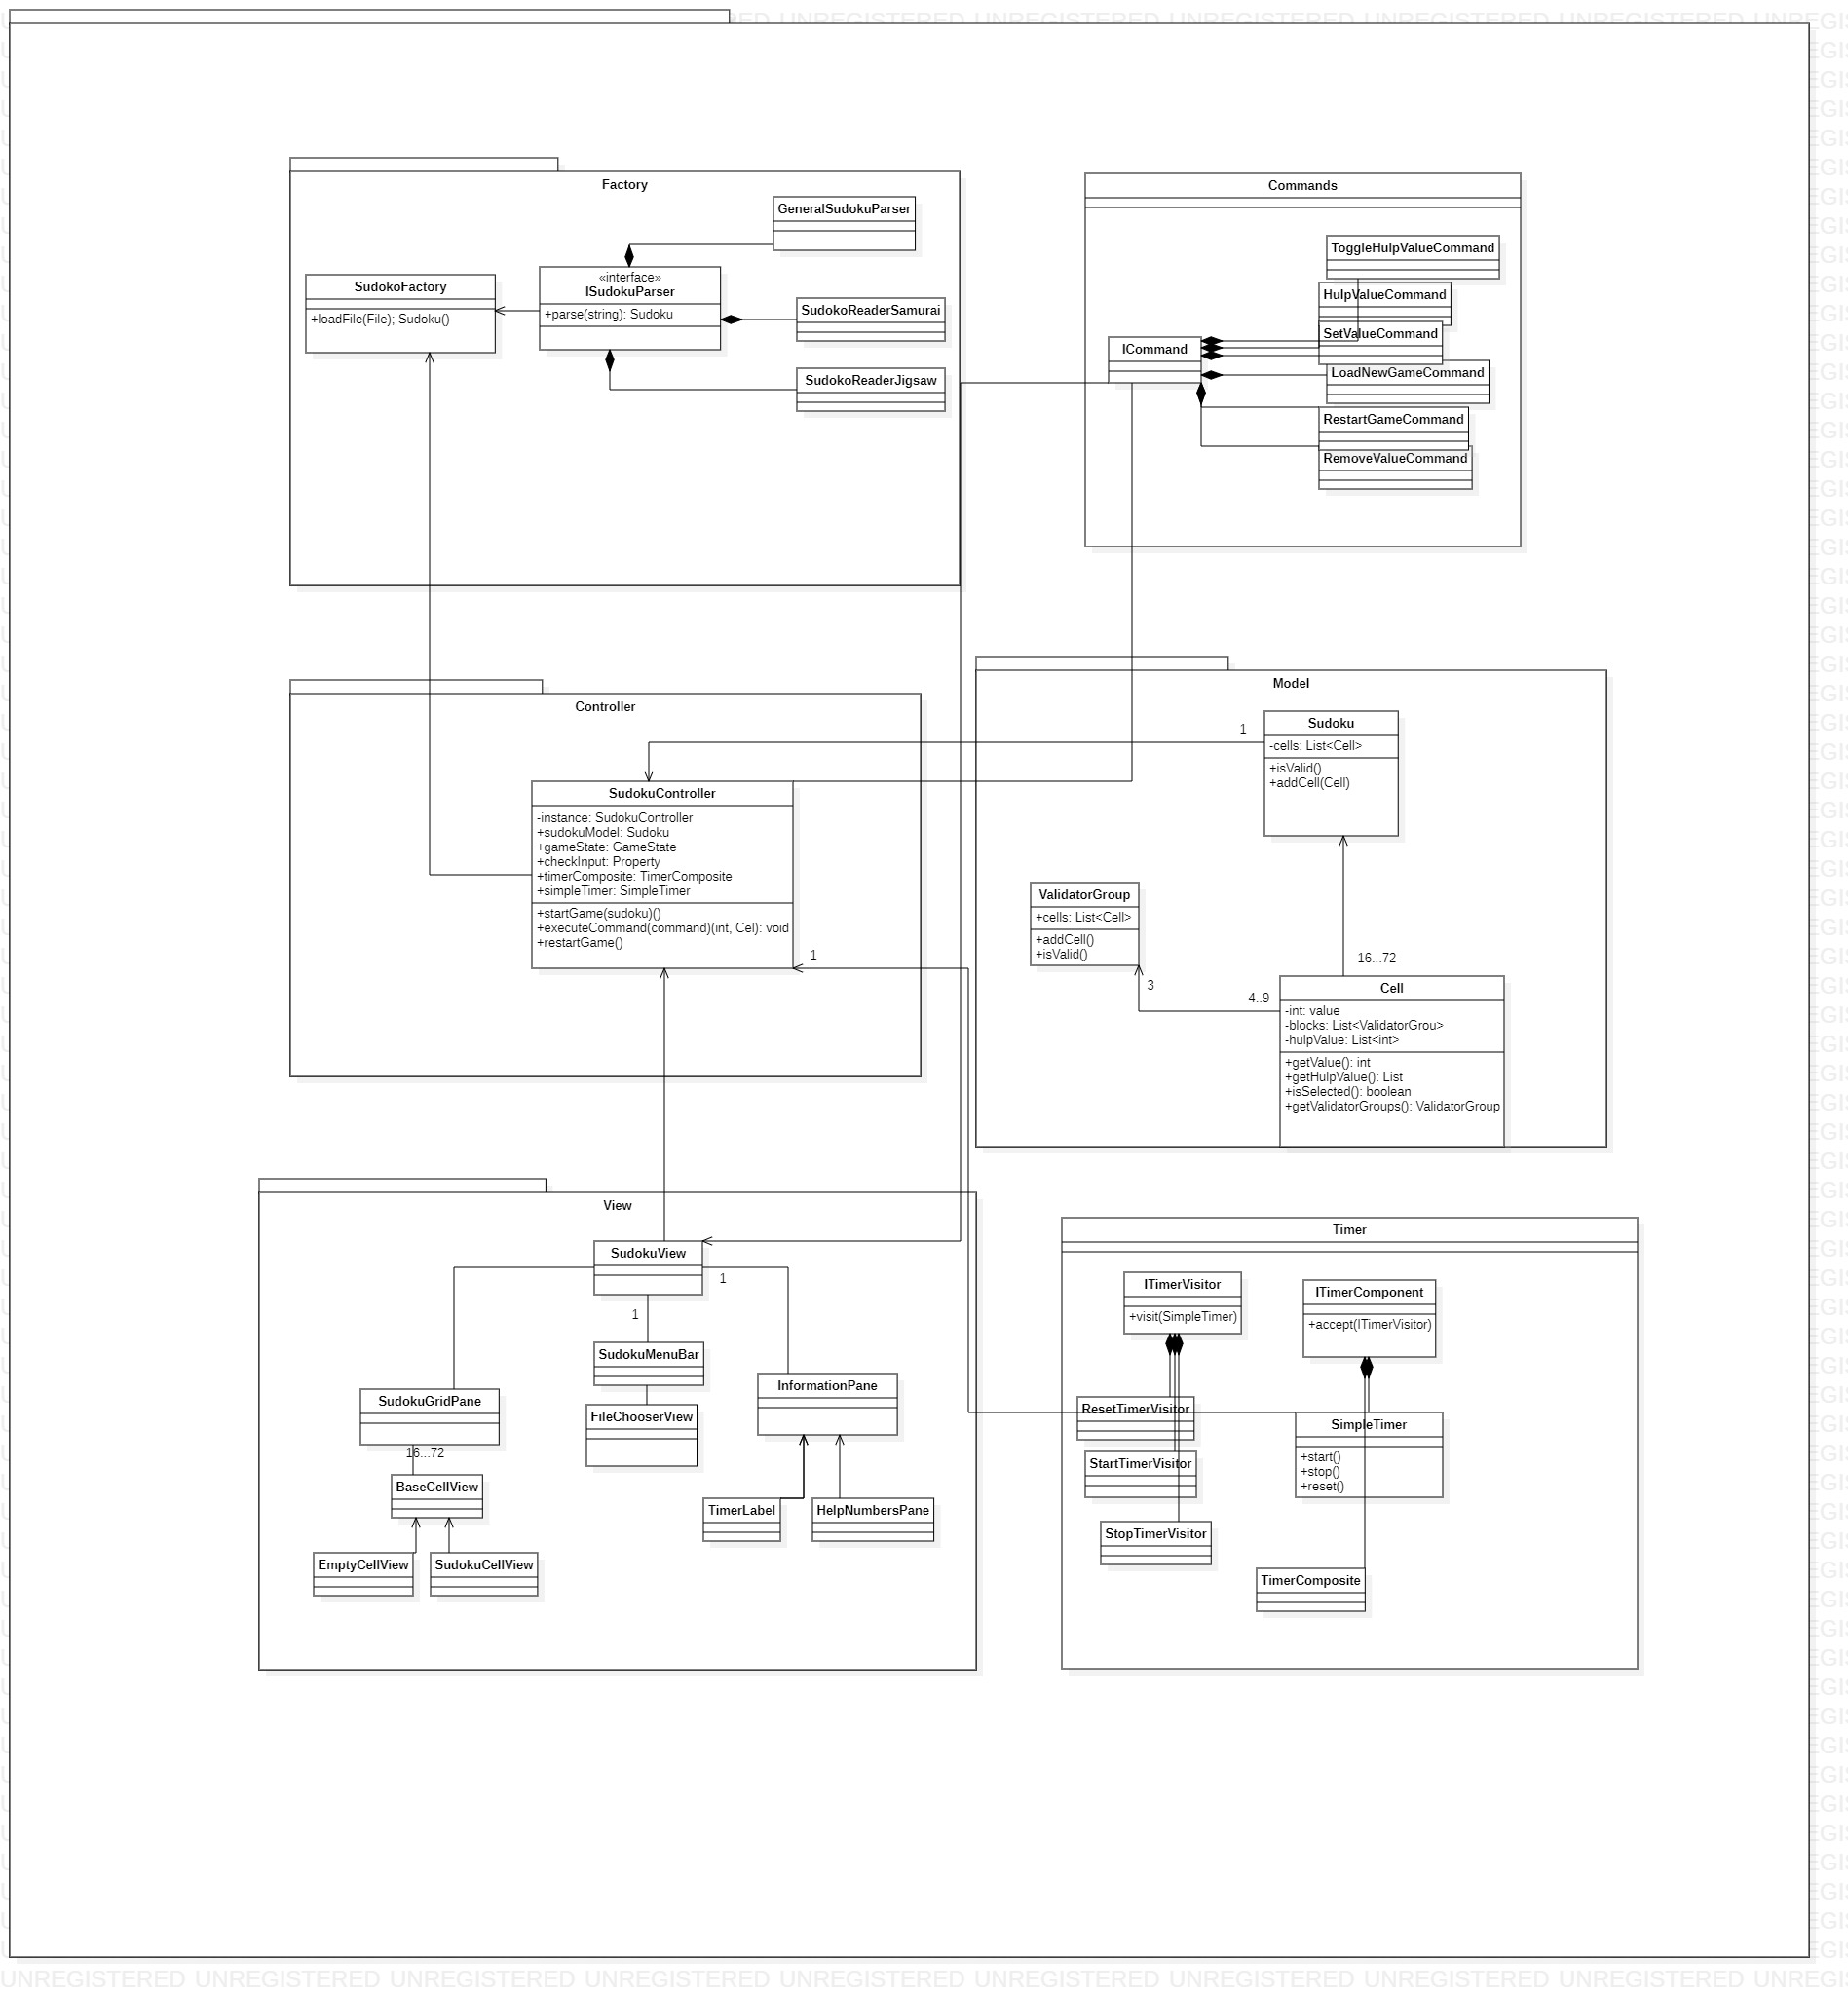 UNREGISTERED UNREGISTERED UNREGISTERED UNREGISTERED UNREGISTERED
Factory
GeneralSudokuParser
«interface»
ISudokuParser
+parse(string): Sudoku
SudokoFactory
+loadFile(File); Sudoku()
SudokoReaderSamurai
SudokoReaderJigsaw
Commands
ToggleHulpValueCommand
HulpValueCommand
SetValueCommand
ICommand
LoadNewGameCommand
RestartGameCommand
RemoveValueCommand
Controller
SudokuController
-instance: SudokuController
+sudokuModel: Sudoku
+gameState: GameState
+checkInput: Property
+timerComposite: TimerComposite
+simpleTimer: SimpleTimer
+startGame(sudoku)()
+executeCommand(command)(int, Cel): void
+restartGame()
1
Model
1
Sudoku
-cells: List<Cell>
+isValid()
+addCell(Cell)
ValidatorGroup
+cells: List<Cell>
+addCell()
+isValid()
3
4..9
16...72
Cell
-int: value
-blocks: List<ValidatorGrou>
-hulpValue: List<int>
+getValue(): int
+getHulpValue(): List
+isSelected(): boolean
+getValidatorGroups(): ValidatorGroup
View
SudokuView
1
1
SudokuMenuBar
FileChooserView
InformationPane
SudokuGridPane
16...72
BaseCellView
EmptyCellView
SudokuCellView
TimerLabel
HelpNumbersPane
Timer
ITimerVisitor
+visit(SimpleTimer)
ITimerComponent
+accept(ITimerVisitor)
ResetTimerVisitor
StartTimerVisitor
StopTimerVisitor
SimpleTimer
+start()
+stop()
+reset()
TimerComposite
UNREGISTERED UNREGISTERED UNREGISTERED UNREGISTERED UNREGISTERED UNREGISTERED UNREGISTERED UNREGISTERED UNREGISTERED